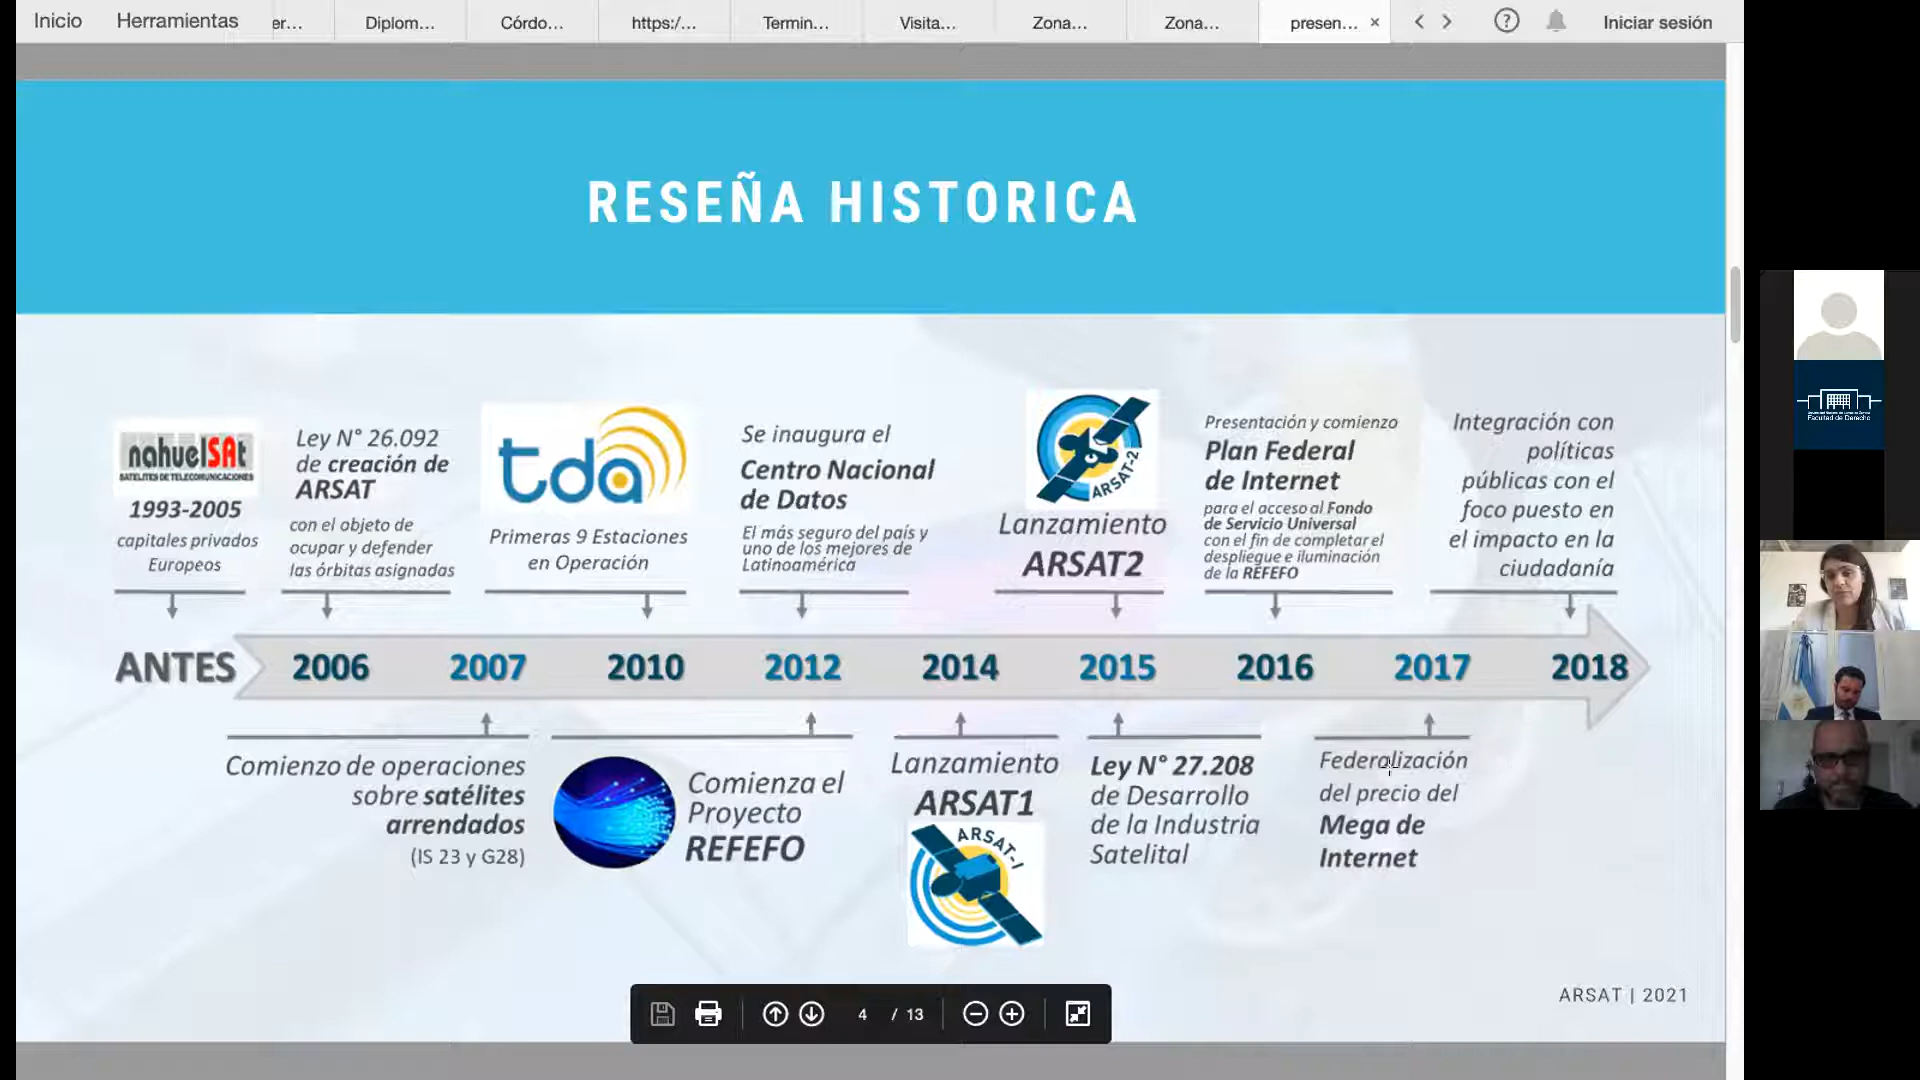 Inicio
Herramientas
er...
Diplom...
Córdo...
https:/...
Termin...
Visita...
Zona...
Zona...
presen...
Iniciar sesión
RESEÑA HISTORICA
nahuelSAt
SATELITES DE TELECOMUNICACIONES
1993-2005
capitales privados
Europeos
Ley N° 26.092
de creación de
ARSAT
con el objeto de
ocupar y defender
las órbitas asignadas
tda
Primeras 9 Estaciones
en Operación
Se inaugura el
Centro Nacional
de Datos
El más seguro del país y
uno de los mejores de
Latinoamérica
ARSAT-2
Lanzamiento
ARSAT2
Presentación y comienzo
Plan Federal
de Internet
para el acceso al Fondo
de Servicio Universal
con el fin de completar el
despliegue e iluminación
de la REFEFO
Integración con
políticas
públicas con el
foco puesto en
el impacto en la
ciudadanía
ANTES
2006
2007
2010
2012
2014
2015
2016
2017
2018
Comienzo de operaciones
sobre satélites
arrendados
(IS 23 y G28)
Comienza el
Proyecto
REFEFO
Lanzamiento
ARSAT1
ARSAT-1
Ley N° 27.208
de Desarrollo
de la Industria
Satelital
Federalización
del precio del
Mega de
Internet
ARSAT | 2021
4 / 13
Facultad de Derecho